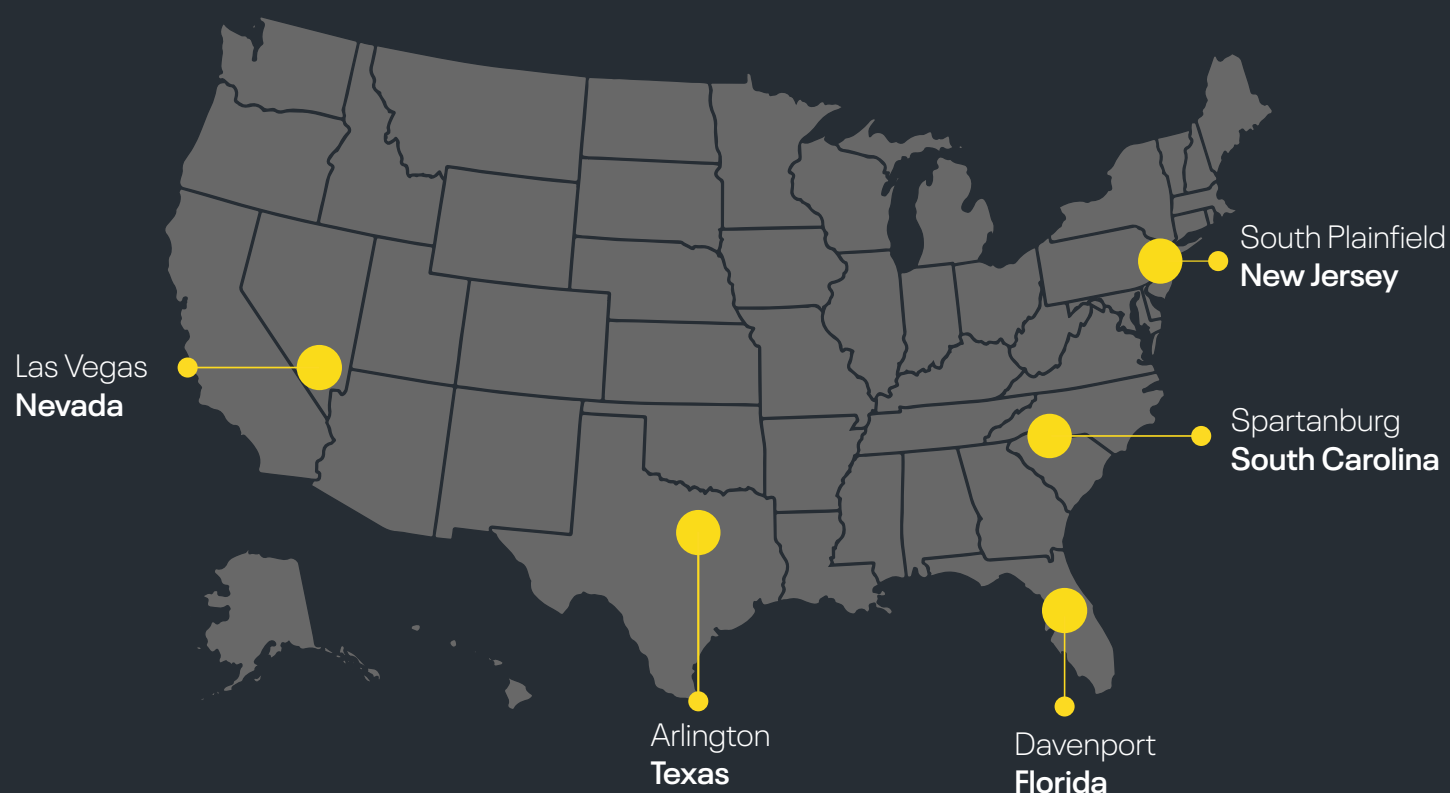 South Plainfield
New Jersey
Las Vegas
Nevada
Spartanburg
South Carolina
Arlington
Texas
Davenport
Florida